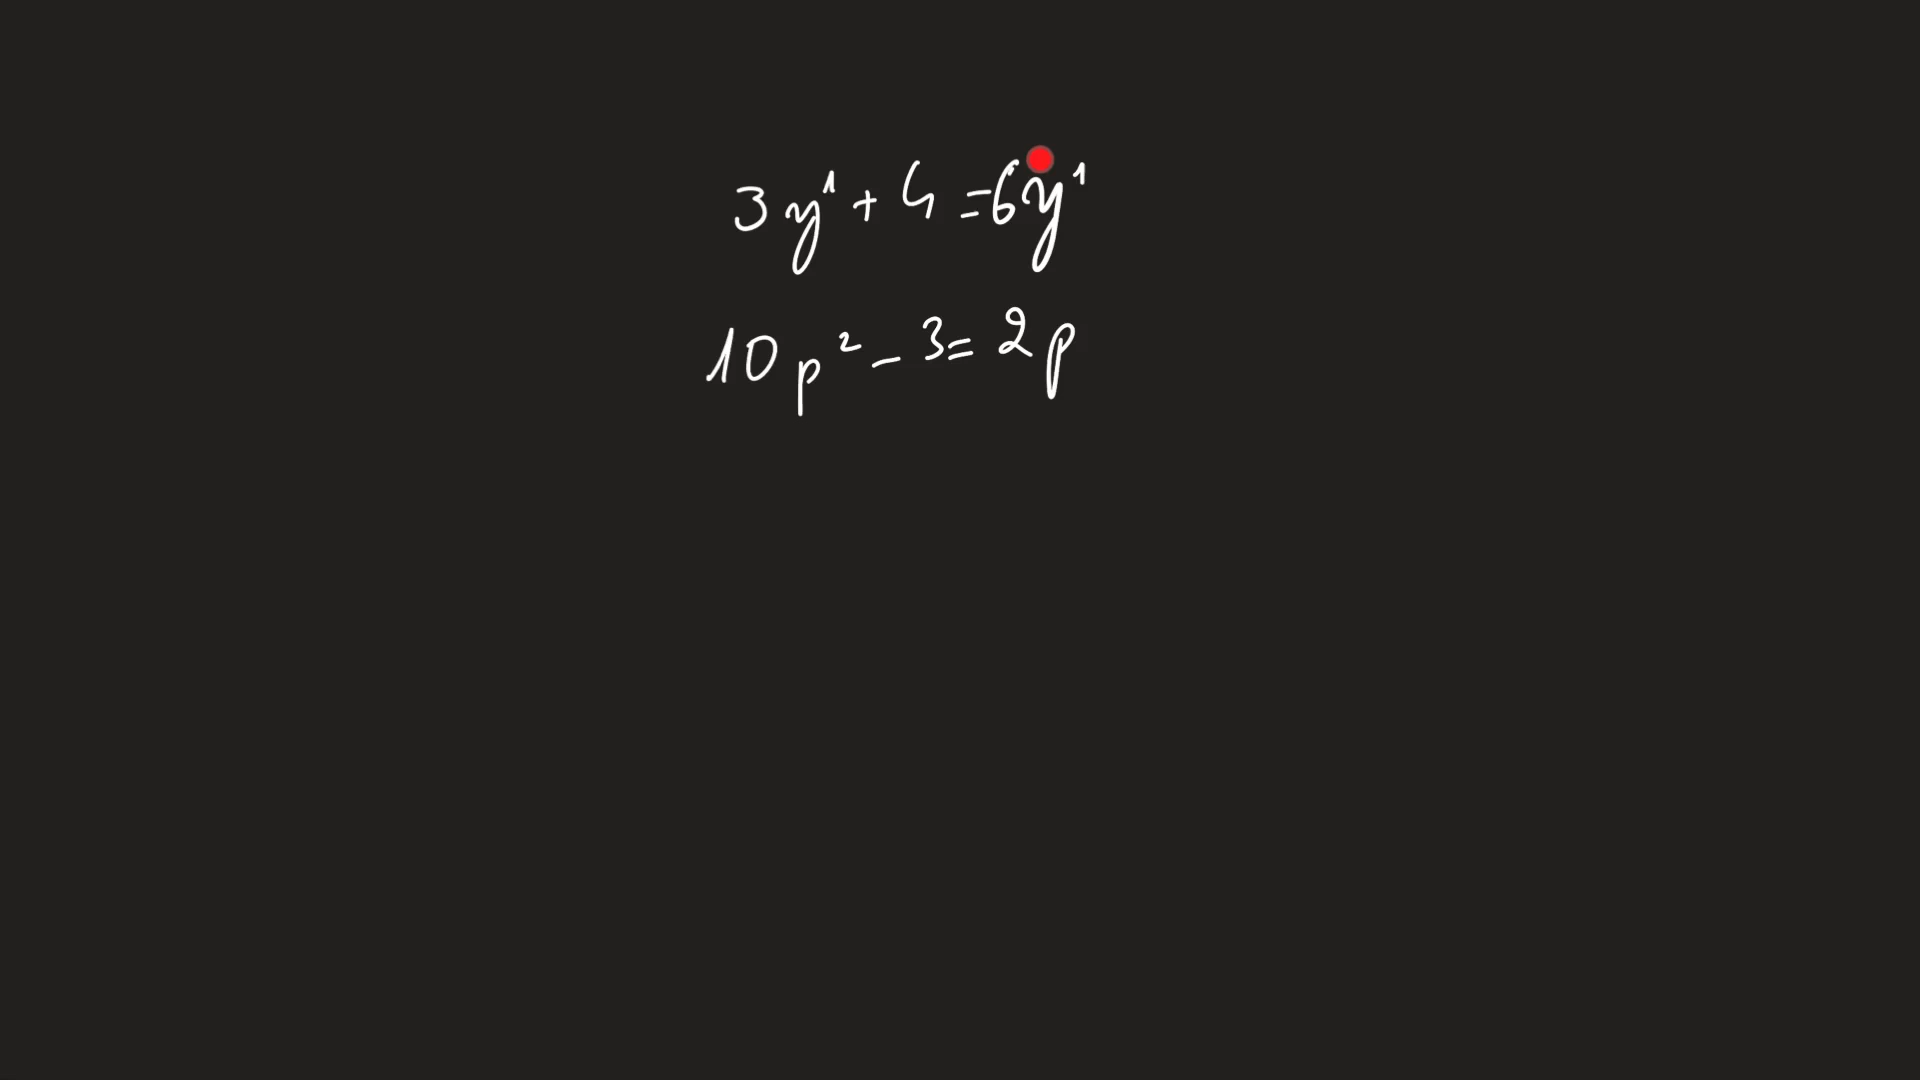 3y¹ + 4 = 6y¹
10p² - 3 = 2p